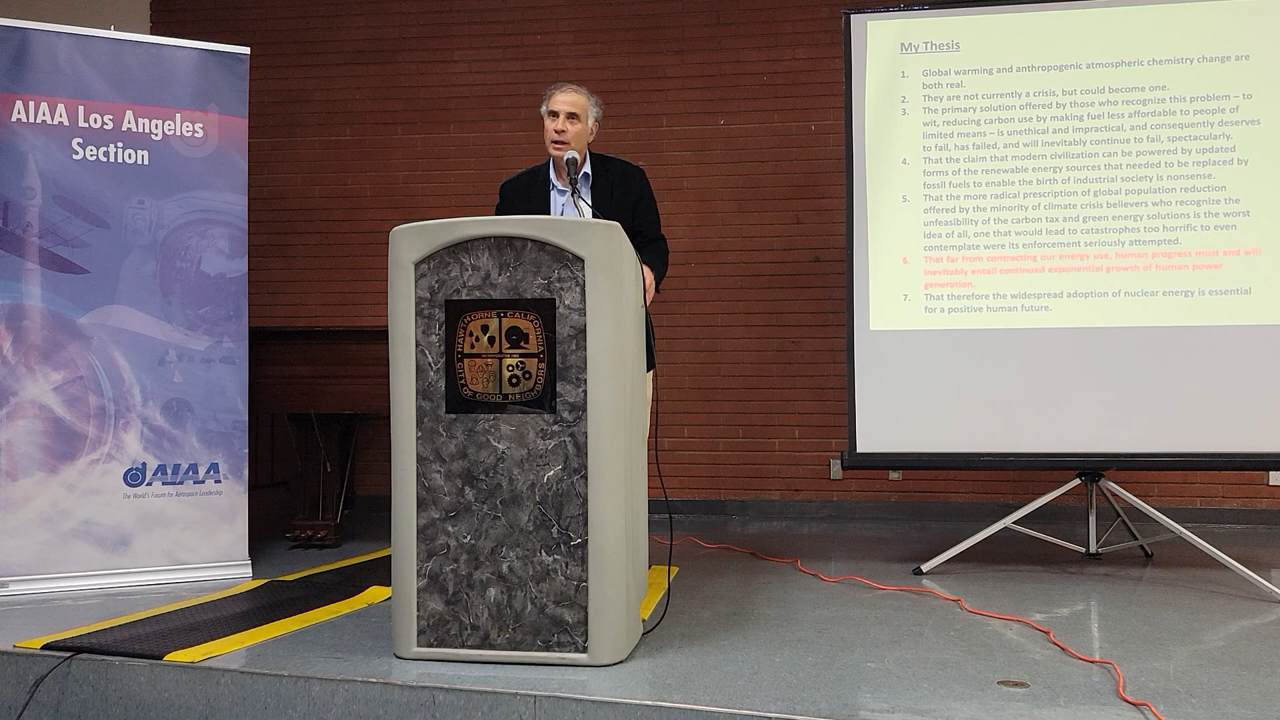 AIAA Los Angeles
Section
AIAA
The World's Forum for Aerospace Leadership
HAWTHORNE • CALIFORNIA
CITY OF GOOD NEIGHBORS
My Thesis
1. Global warming and anthropogenic atmospheric chemistry change are
both real.
2. They are not currently a crisis, but could become one.
3. The primary solution offered by those who recognize this problem – to
wit, reducing carbon use by making fuel less affordable to people of
limited means – is unethical and impractical, and consequently deserves
to fail, has failed, and will inevitably continue to fail, spectacularly.
4. That the claim that modern civilization can be powered by updated
forms of the renewable energy sources that needed to be replaced by
fossil fuels to enable the birth of industrial society is nonsense.
5. That the more radical prescription of global population reduction
offered by the minority of climate crisis believers who recognize the
unfeasibility of the carbon tax and green energy solutions is the worst
idea of all, one that would lead to catastrophes too horrific to even
contemplate were its enforcement seriously attempted.
6. That far from contracting our energy use, human progress must and will
inevitably entail continued exponential growth of human power
generation.
7. That therefore the widespread adoption of nuclear energy is essential
for a positive human future.